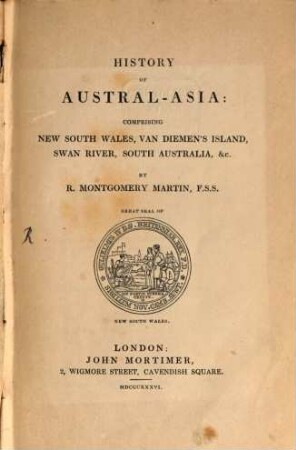 HISTORY
OF
AUSTRAL-ASIA:
COMPRISING
NEW SOUTH WALES, VAN DIEMEN'S ISLAND,
SWAN RIVER, SOUTH AUSTRALIA, &c.
BY
R. MONTGOMERY MARTIN, F.S.S.
GREAT SEAL OF
NEW SOUTH WALES.
LONDON:
JOHN MORTIMER,
2, WIGMORE STREET, CAVENDISH SQUARE.
MDCCCXXXVI.